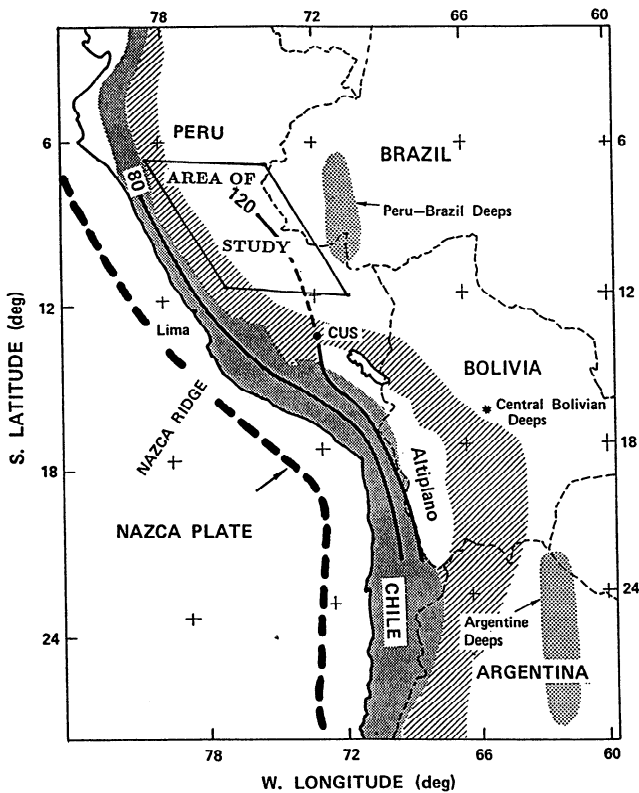 78 72 66 60
PERU
BRAZIL
6 6
80
AREA OF
120
STUDY
Peru—Brazil Deeps
12 12
Lima
CUS
BOLIVIA
Central Bolivian
Deeps
S. LATITUDE (deg)
NAZCA RIDGE
Altiplano
18 18
NAZCA PLATE
24 24
CHILE
Argentine
Deeps
ARGENTINA
78 72 66 60
W. LONGITUDE (deg)